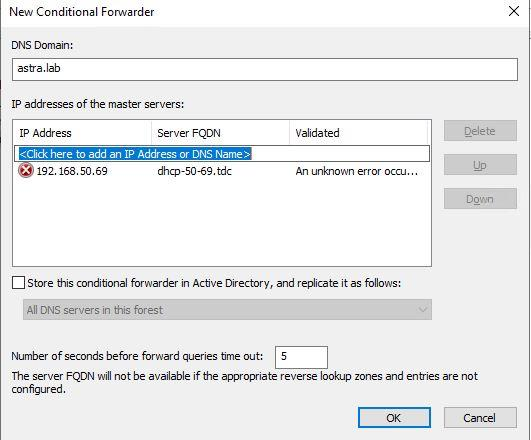 New Conditional Forwarder
DNS Domain:
astra.lab
IP addresses of the master servers:
IP Address Server FQDN Validated
<Click here to add an IP Address or DNS Name>
192.168.50.69 dhcp-50-69.tdc An unknown error occu...
Delete
Up
Down
Store this conditional forwarder in Active Directory, and replicate it as follows:
All DNS servers in this forest
Number of seconds before forward queries time out: 5
The server FQDN will not be available if the appropriate reverse lookup zones and entries are not
configured.
OK Cancel